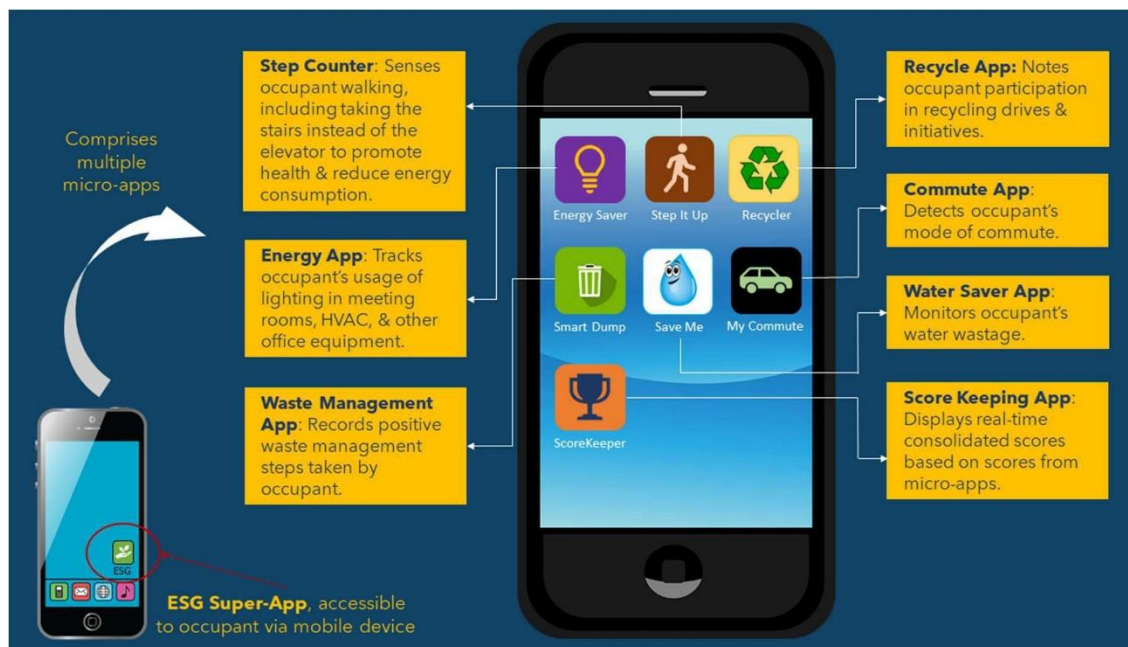 Comprises
multiple
micro-apps
Step Counter: Senses
occupant walking,
including taking the
stairs instead of the
elevator to promote
health & reduce energy
consumption.
Energy App: Tracks
occupant's usage of
lighting in meeting
rooms, HVAC, & other
office equipment.
Waste Management
App: Records positive
waste management
steps taken by
occupant.
ESG
ESG Super-App, accessible
to occupant via mobile device
Energy Saver
Step It Up
Recycler
Smart Dump
Save Me
My Commute
ScoreKeeper
Recycle App: Notes
occupant participation
in recycling drives &
initiatives.
Commute App:
Detects occupant's
mode of commute.
Water Saver App:
Monitors occupant's
water wastage.
Score Keeping App:
Displays real-time
consolidated scores
based on scores from
micro-apps.